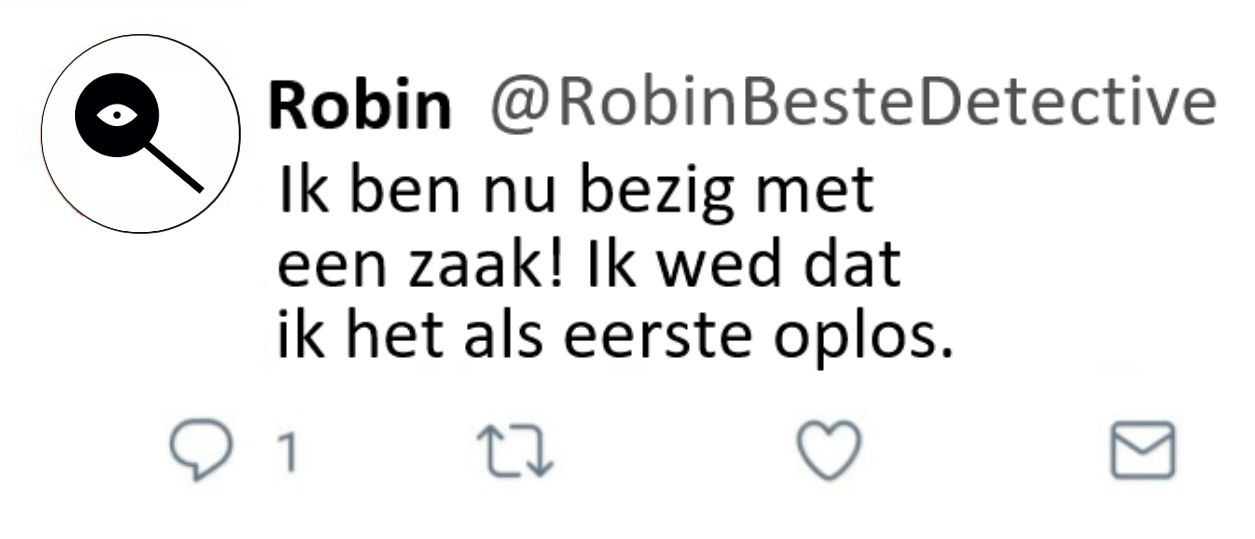 Robin @RobinBesteDetective
Ik ben nu bezig met
een zaak! Ik wed dat
ik het als eerste oplos.
1